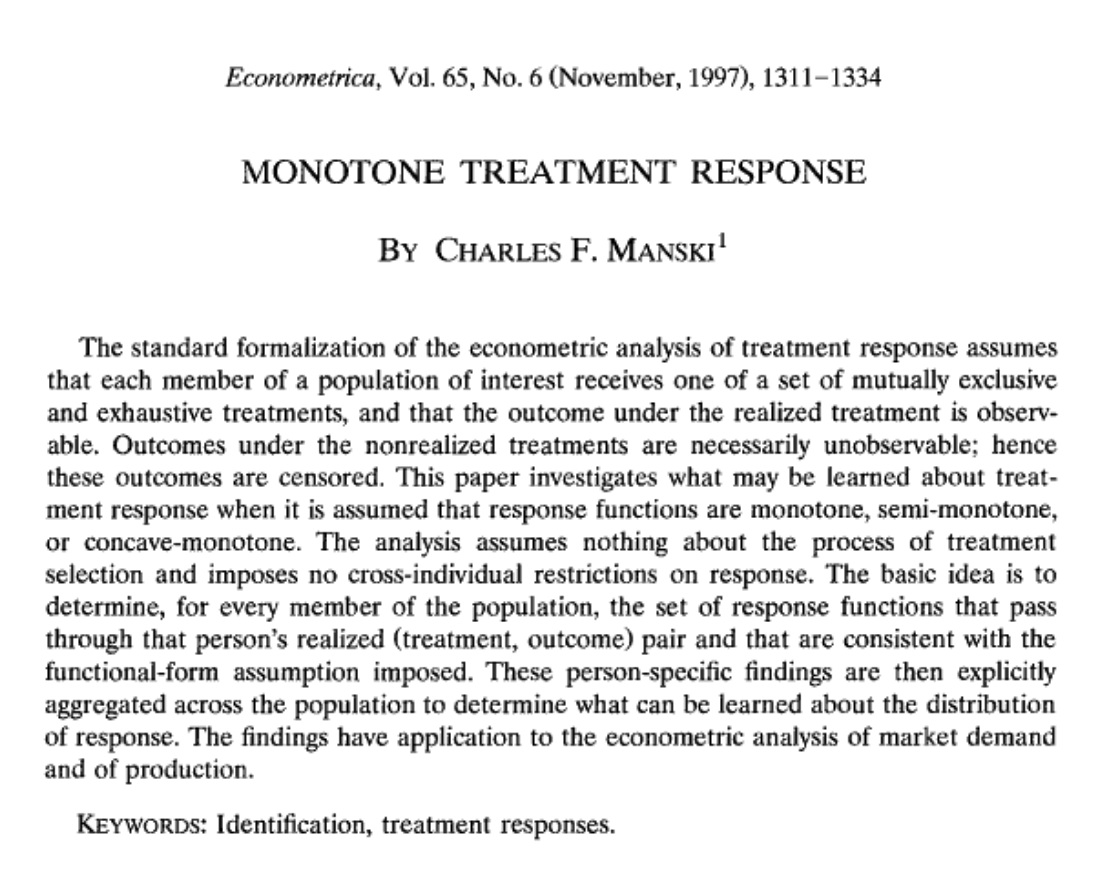 Econometrica, Vol. 65, No. 6 (November, 1997), 1311–1334
MONOTONE TREATMENT RESPONSE
BY CHARLES F. MANSKI¹
The standard formalization of the econometric analysis of treatment response assumes
that each member of a population of interest receives one of a set of mutually exclusive
and exhaustive treatments, and that the outcome under the realized treatment is observ-
able. Outcomes under the nonrealized treatments are necessarily unobservable; hence
these outcomes are censored. This paper investigates what may be learned about treat-
ment response when it is assumed that response functions are monotone, semi-monotone,
or concave-monotone. The analysis assumes nothing about the process of treatment
selection and imposes no cross-individual restrictions on response. The basic idea is to
determine, for every member of the population, the set of response functions that pass
through that person's realized (treatment, outcome) pair and that are consistent with the
functional-form assumption imposed. These person-specific findings are then explicitly
aggregated across the population to determine what can be learned about the distribution
of response. The findings have application to the econometric analysis of market demand
and of production.
KEYWORDS: Identification, treatment responses.